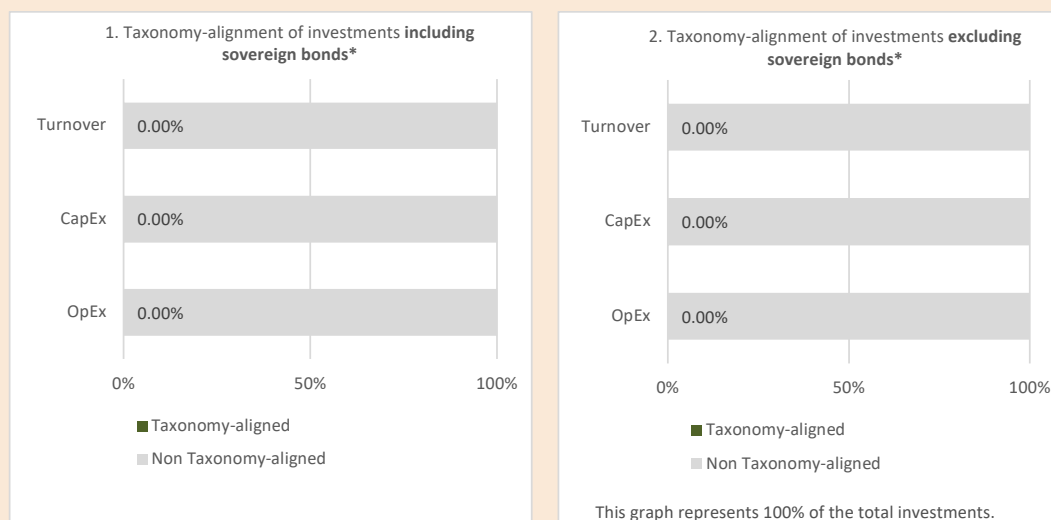 1. Taxonomy-alignment of investments including
sovereign bonds*
Turnover
0.00%
CapEx
0.00%
OpEx
0.00%
0%
50%
100%
Taxonomy-aligned
Non Taxonomy-aligned
2. Taxonomy-alignment of investments excluding
sovereign bonds*
Turnover
0.00%
CapEx
0.00%
OpEx
0.00%
0%
50%
100%
Taxonomy-aligned
Non Taxonomy-aligned
This graph represents 100% of the total investments.